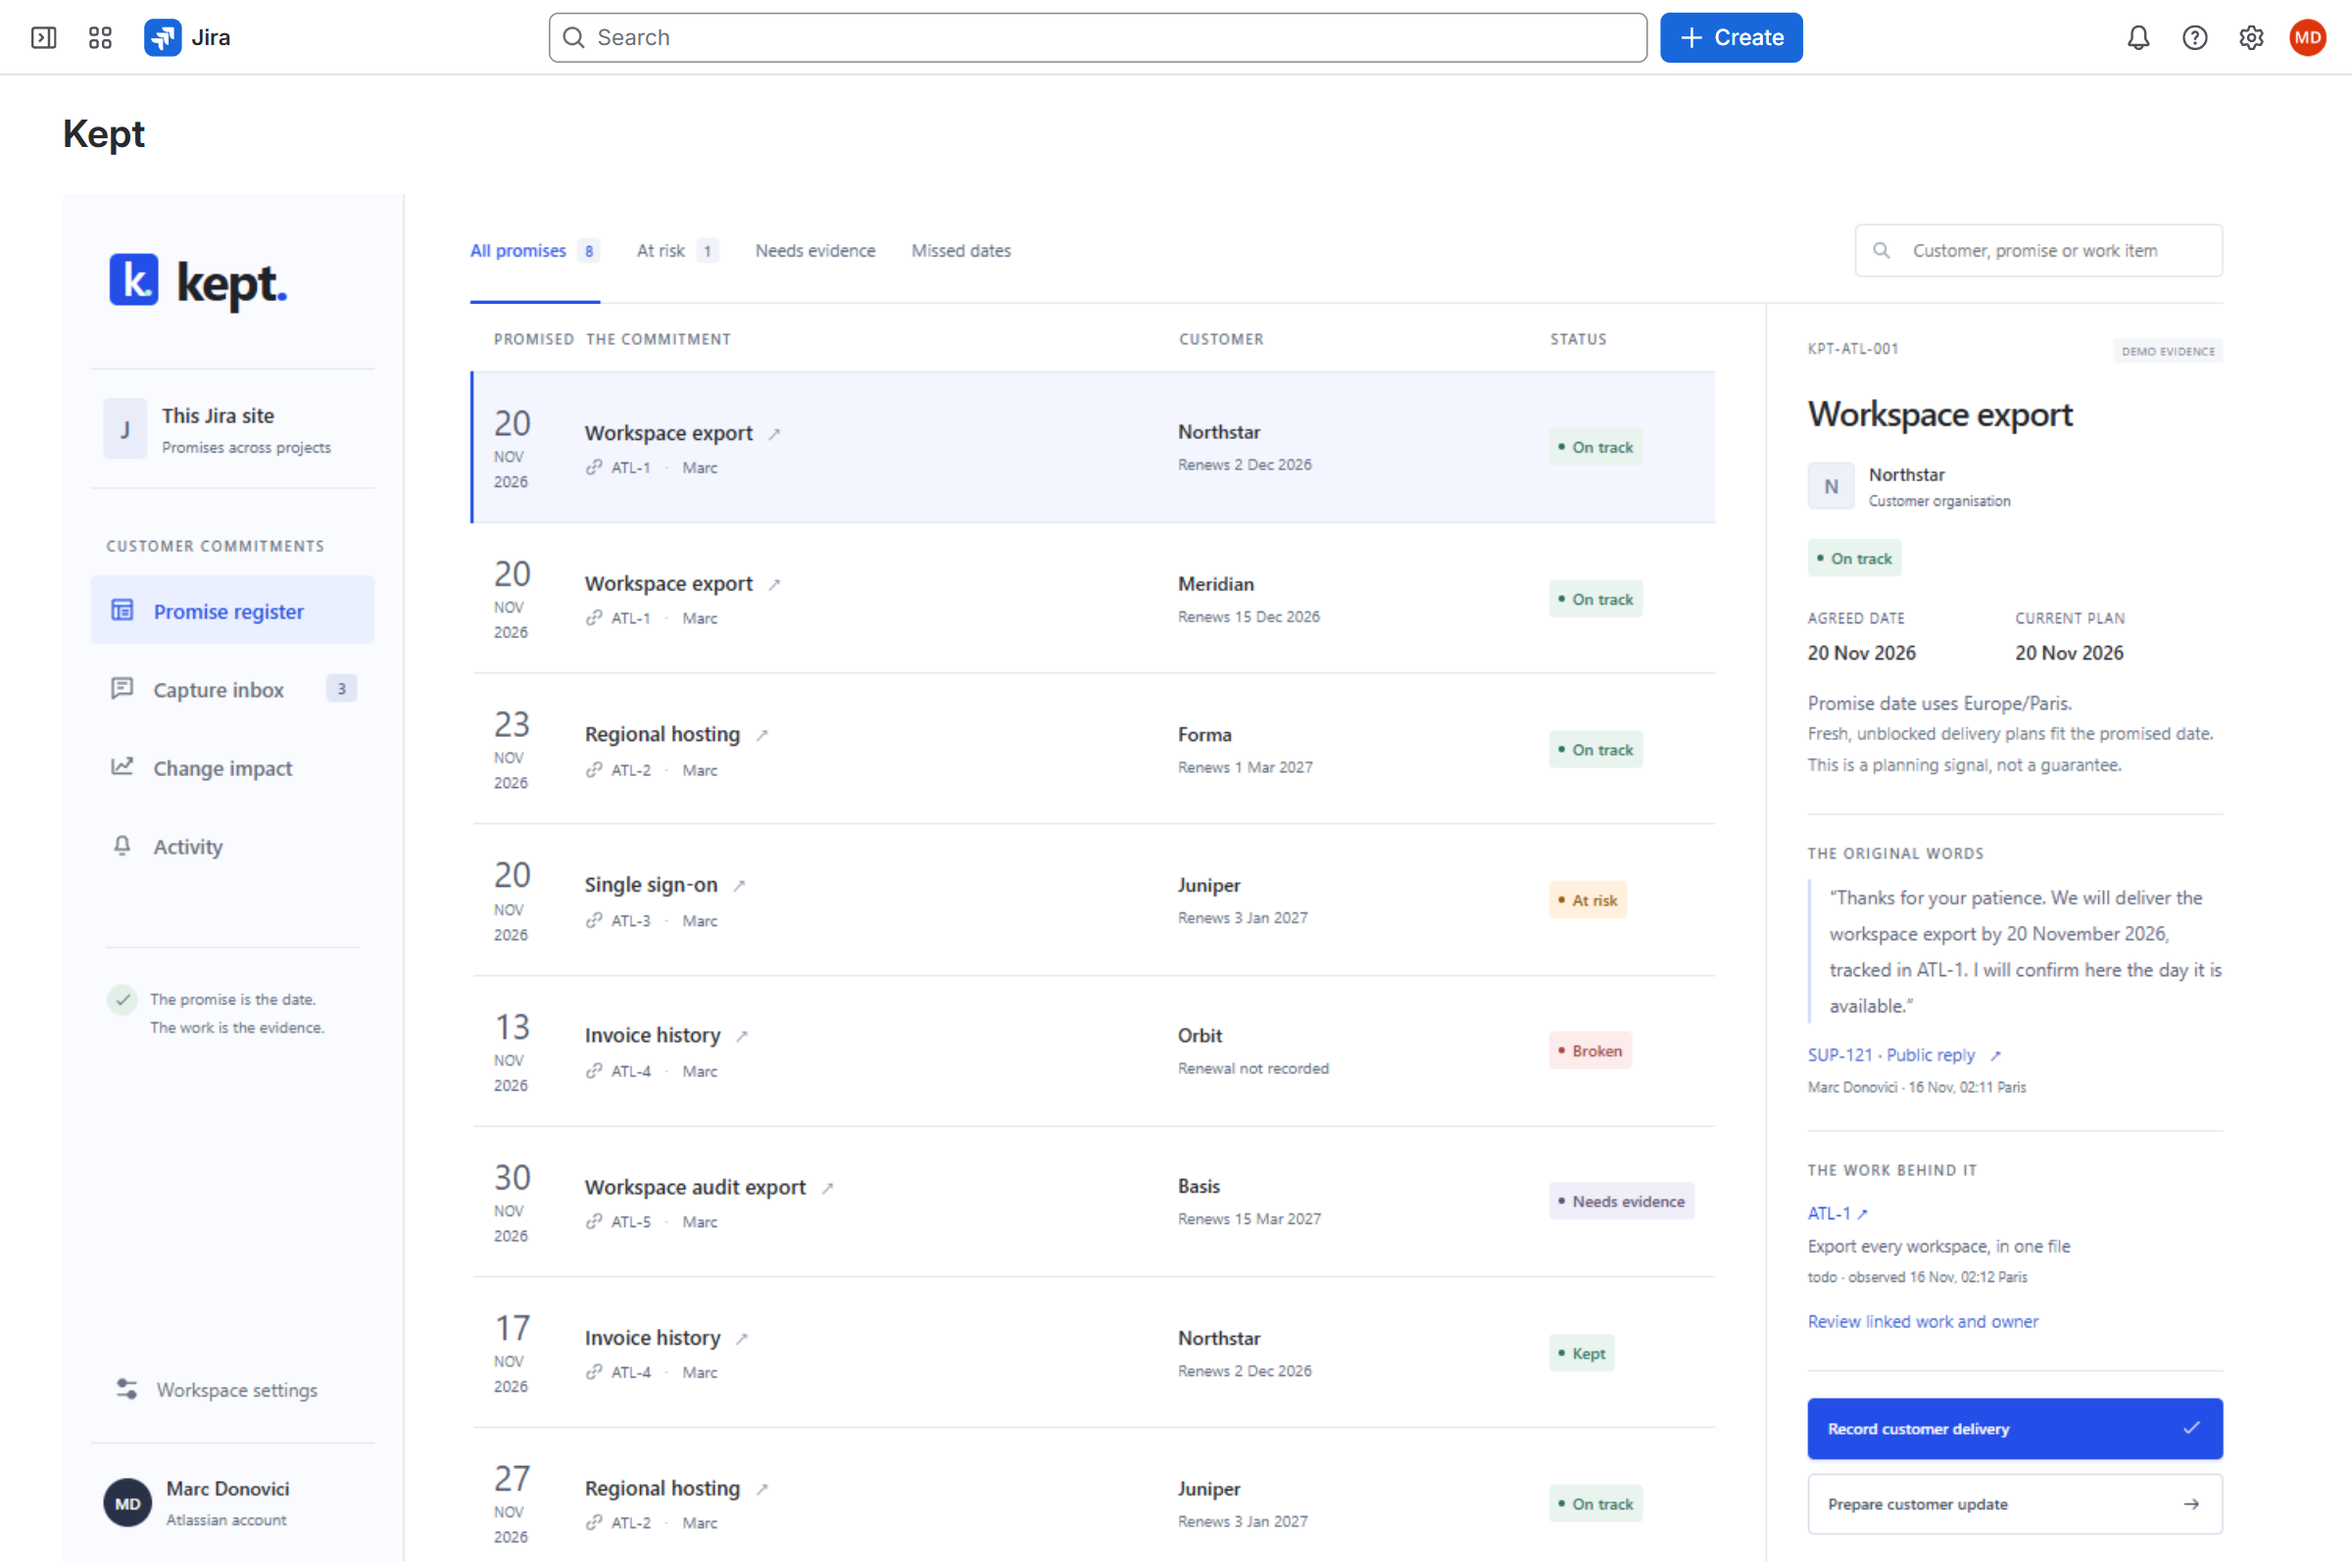 Jira
Search
Create
MD
Kept
k.
kept.
J
This Jira site
Promises across projects
CUSTOMER COMMITMENTS
Promise register
Capture inbox 3
Change impact
Activity
The promise is the date.
The work is the evidence.
Workspace settings
MD
Marc Donovici
Atlassian account
All promises 8
At risk 1
Needs evidence
Missed dates
Customer, promise or work item
PROMISED THE COMMITMENT CUSTOMER STATUS
20 NOV 2026
Workspace export
ATL-1 · Marc
Northstar
Renews 2 Dec 2026
On track
20 NOV 2026
Workspace export
ATL-1 · Marc
Meridian
Renews 15 Dec 2026
On track
23 NOV 2026
Regional hosting
ATL-2 · Marc
Forma
Renews 1 Mar 2027
On track
20 NOV 2026
Single sign-on
ATL-3 · Marc
Juniper
Renews 3 Jan 2027
At risk
13 NOV 2026
Invoice history
ATL-4 · Marc
Orbit
Renewal not recorded
Broken
30 NOV 2026
Workspace audit export
ATL-5 · Marc
Basis
Renews 15 Mar 2027
Needs evidence
17 NOV 2026
Invoice history
ATL-4 · Marc
Northstar
Renews 2 Dec 2026
Kept
27 NOV 2026
Regional hosting
ATL-2 · Marc
Juniper
Renews 3 Jan 2027
On track
KPT-ATL-001
DEMO EVIDENCE
Workspace export
N
Northstar
Customer organisation
On track
AGREED DATE CURRENT PLAN
20 Nov 2026 20 Nov 2026
Promise date uses Europe/Paris.
Fresh, unblocked delivery plans fit the promised date.
This is a planning signal, not a guarantee.
THE ORIGINAL WORDS
“Thanks for your patience. We will deliver the
workspace export by 20 November 2026,
tracked in ATL-1. I will confirm here the day it is
available.”
SUP-121 · Public reply ↗
Marc Donovici · 16 Nov, 02:11 Paris
THE WORK BEHIND IT
ATL-1 ↗
Export every workspace, in one file
todo · observed 16 Nov, 02:12 Paris
Review linked work and owner
Record customer delivery
Prepare customer update →